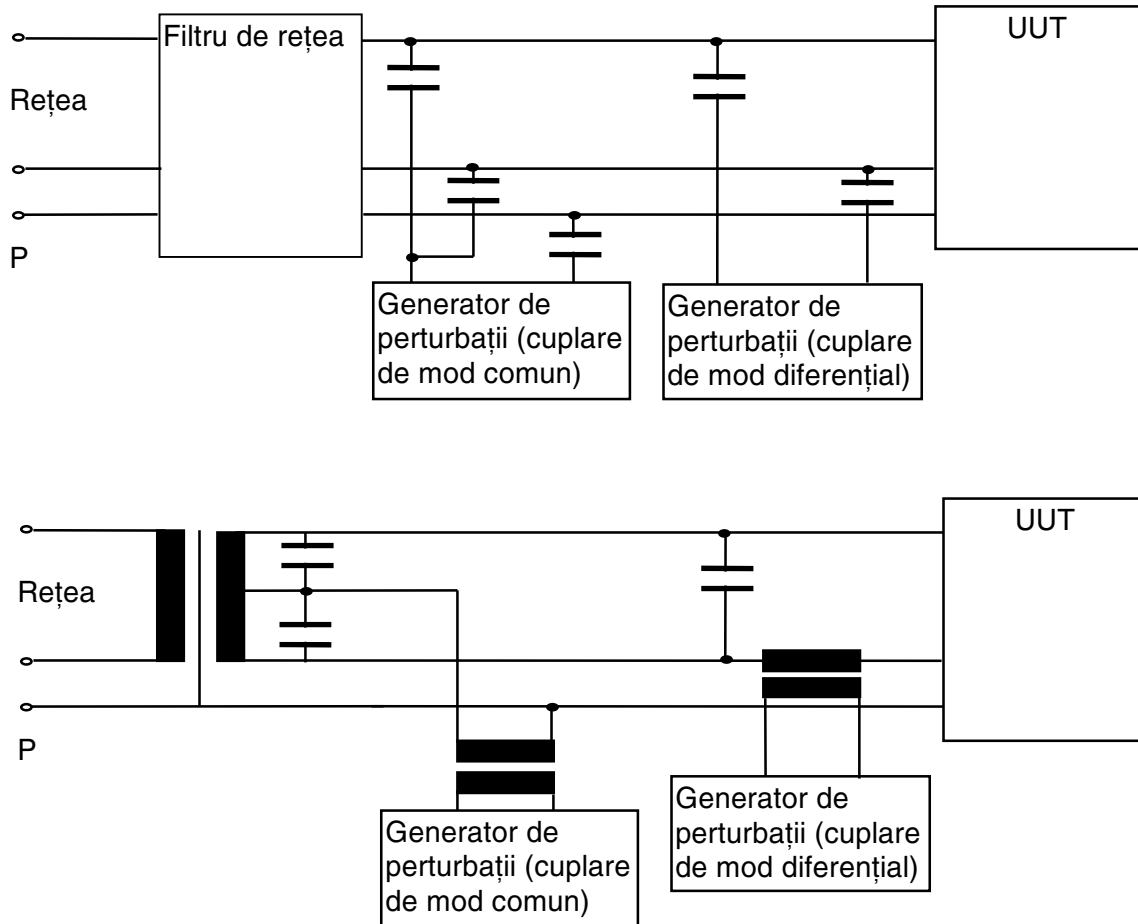 Filtru de rețea
UUT
Rețea
P
Generator de
perturbații (cuplare
de mod comun)
Generator de
perturbații (cuplare
de mod diferențial)
UUT
Rețea
P
Generator de
perturbații (cuplare
de mod comun)
Generator de
perturbații (cuplare
de mod diferențial)